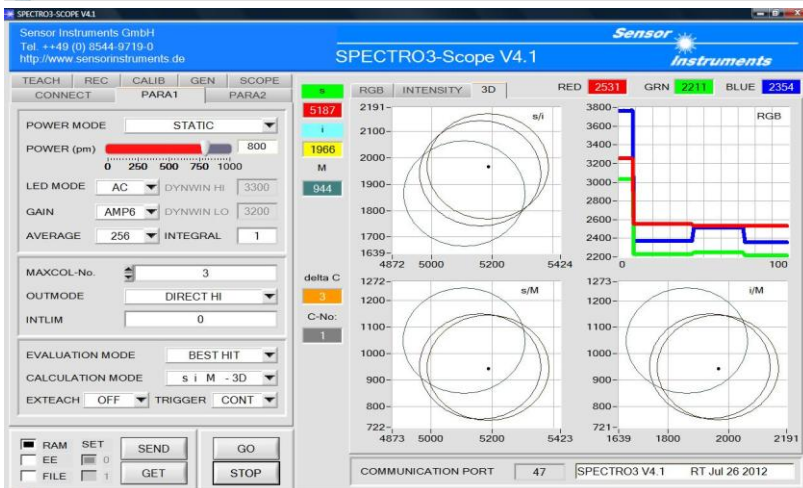 SPECTRO3-SCOPE V4.1
Sensor Instruments GmbH
Tel. ++49 (0) 8544-9719-0
http://www.sensorinstruments.de
SPECTRO3-Scope V4.1
Sensor
Instruments
TEACH REC CALIB GEN SCOPE
CONNECT PARA1 PARA2
POWER MODE STATIC
POWER (pm) 800
0 250 500 750 1000
LED MODE AC DYNWIN HI 3300
GAIN AMP6 DYNWIN LO 3200
AVERAGE 256 INTEGRAL 1
MAXCOL-No. 3
OUTMODE DIRECT HI
INTLIM 0
EVALUATION MODE BEST HIT
CALCULATION MODE s i M - 3D
EXTEACH OFF TRIGGER CONT
RAM SET SEND GO
EE 0
FILE 1 GET STOP
s
5187
i
1966
M
944
delta C
3
C-No:
1
RGB INTENSITY 3D RED 2531 GRN 2211 BLUE 2354
s/i
2191-
2100-
2000-
1900-
1800-
1700-
1639-
4872 5000 5200 5424
RGB
3800-
3600-
3400-
3200-
3000-
2800-
2600-
2400-
2200-
0 100
s/M
1272-
1200-
1100-
1000-
900-
800-
722-
4873 5000 5200 5423
i/M
1273-
1200-
1100-
1000-
900-
800-
721-
1639 1800 2000 2191
COMMUNICATION PORT 47 SPECTRO3 V4.1 RT Jul 26 2012